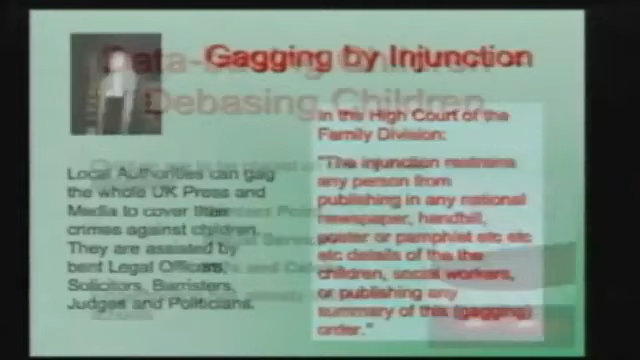 Gagging by Injunction
Data-basing Children
Debasing Children
Local Authorities can gag
the whole UK Press and
Media to cover their
crimes against children.
They are assisted by
bent Legal Officers,
Solicitors, Barristers,
Judges and Politicians.
In the High Court of the
Family Division:
"The injunction restrains
any person from
publishing in any national
newspaper, handbill,
poster or pamphlet etc etc
etc details of the the
children, social workers,
or publishing any
summary of this (gagging)
order."